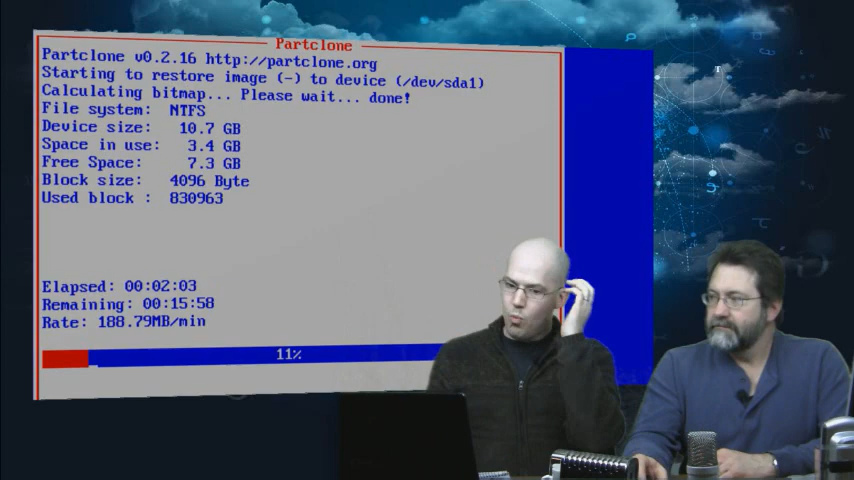 Partclone
Partclone v0.2.16 http://partclone.org
Starting to restore image (-) to device (/dev/sda1)
Calculating bitmap... Please wait... done!
File system: NTFS
Device size: 10.7 GB
Space in use: 3.4 GB
Free Space: 7.3 GB
Block size: 4096 Byte
Used block : 830963
Elapsed: 00:02:03
Remaining: 00:15:58
Rate: 188.79MB/min
11%